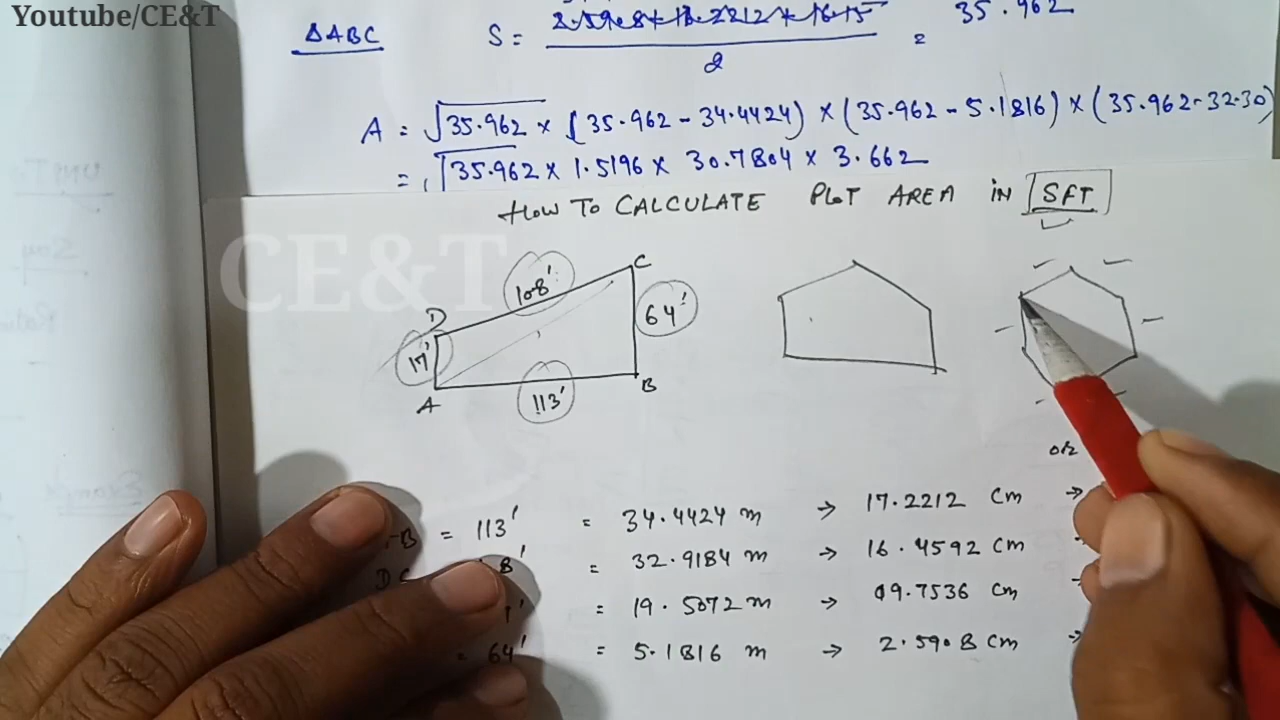 Youtube/CE&T
ΔABC S = 2 = 35.962
A = √35.962 × (35.962 - 34.4424) × (35.962 - 5.1816) × (35.962 - 32.30)
= √35.962 × 1.5196 × 30.7804 × 3.662
HOW TO CALCULATE PLOT AREA IN SFT
CE&T
108'
C
D
64'
17'
A
113'
B
or
B = 113' = 34.4424 m → 17.2212 cm →
DC 8' = 32.9184 m → 16.4592 cm
' = 19.5072 m → 9.7536 cm
= 64' = 5.1816 m → 2.5908 cm →